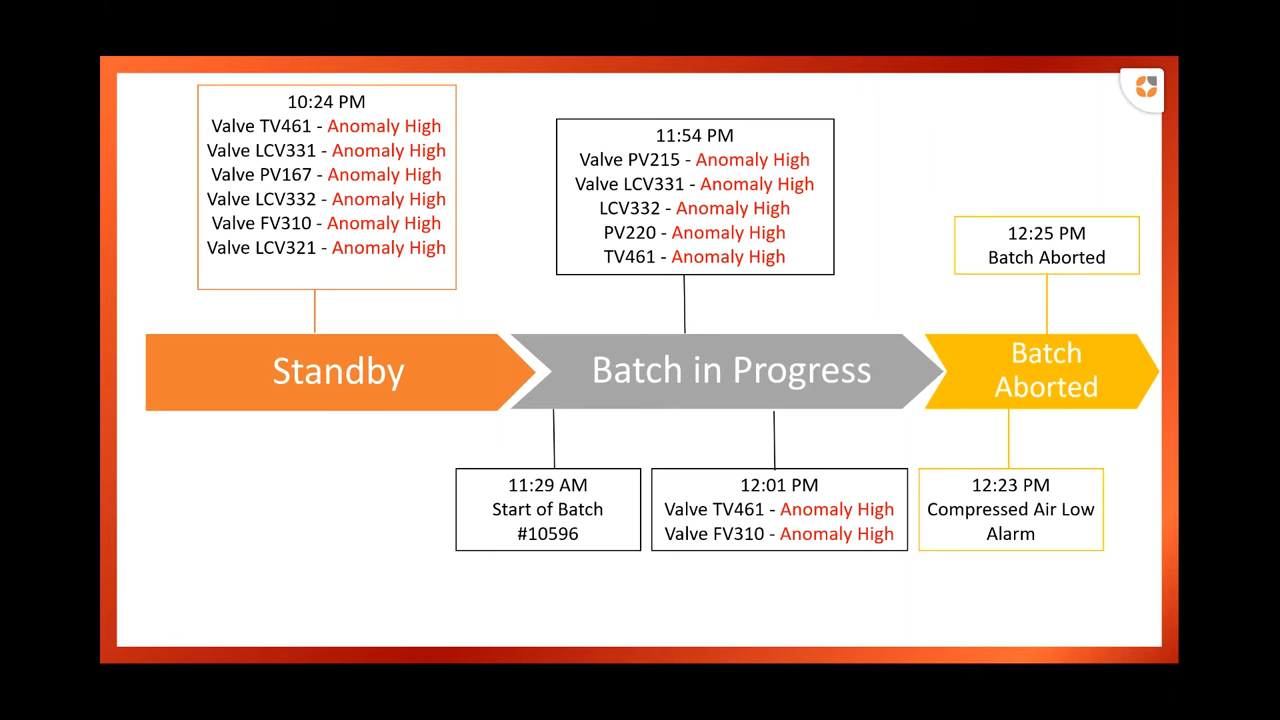 10:24 PM
Valve TV461 - Anomaly High
Valve LCV331 - Anomaly High
Valve PV167 - Anomaly High
Valve LCV332 - Anomaly High
Valve FV310 - Anomaly High
Valve LCV321 - Anomaly High
11:54 PM
Valve PV215 - Anomaly High
Valve LCV331 - Anomaly High
LCV332 - Anomaly High
PV220 - Anomaly High
TV461 - Anomaly High
12:25 PM
Batch Aborted
Standby
Batch in Progress
Batch
Aborted
11:29 AM
Start of Batch
#10596
12:01 PM
Valve TV461 - Anomaly High
Valve FV310 - Anomaly High
12:23 PM
Compressed Air Low
Alarm